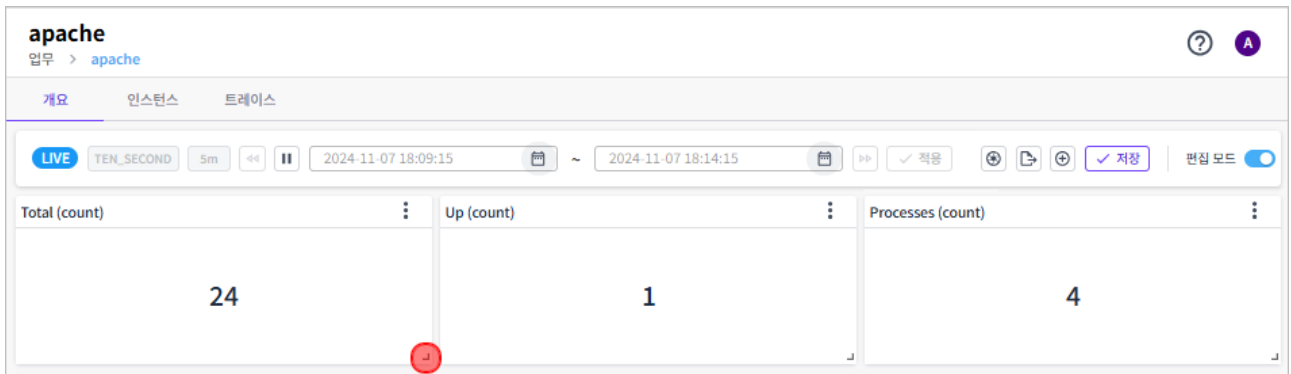 apache
업무 > apache
A
개요 인스턴스 트레이스
LIVE TEN_SECOND 5m 2024-11-07 18:09:15 ~ 2024-11-07 18:14:15 적용 저장 편집 모드
Total (count) Up (count) Processes (count)
24 1 4